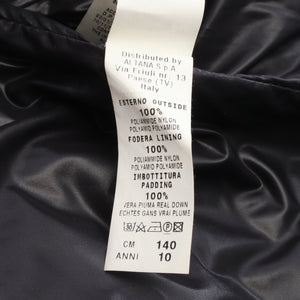 Distributed by
ALTANA S.p.A.
Via Friuli nr. 13
Paese (TV)
Italy
ESTERNO OUTSIDE
100%
POLIAMMIDE NYLON
POLYAMID POLYAMIDE
FODERA LINING
100%
POLIAMMIDE NYLON
POLYAMID POLYAMIDE
IMBOTTITURA
PADDING
100%
VERA PIUMA REAL DOWN
ECHTES GANS VRAI PLUME
CM 140
ANNI 10